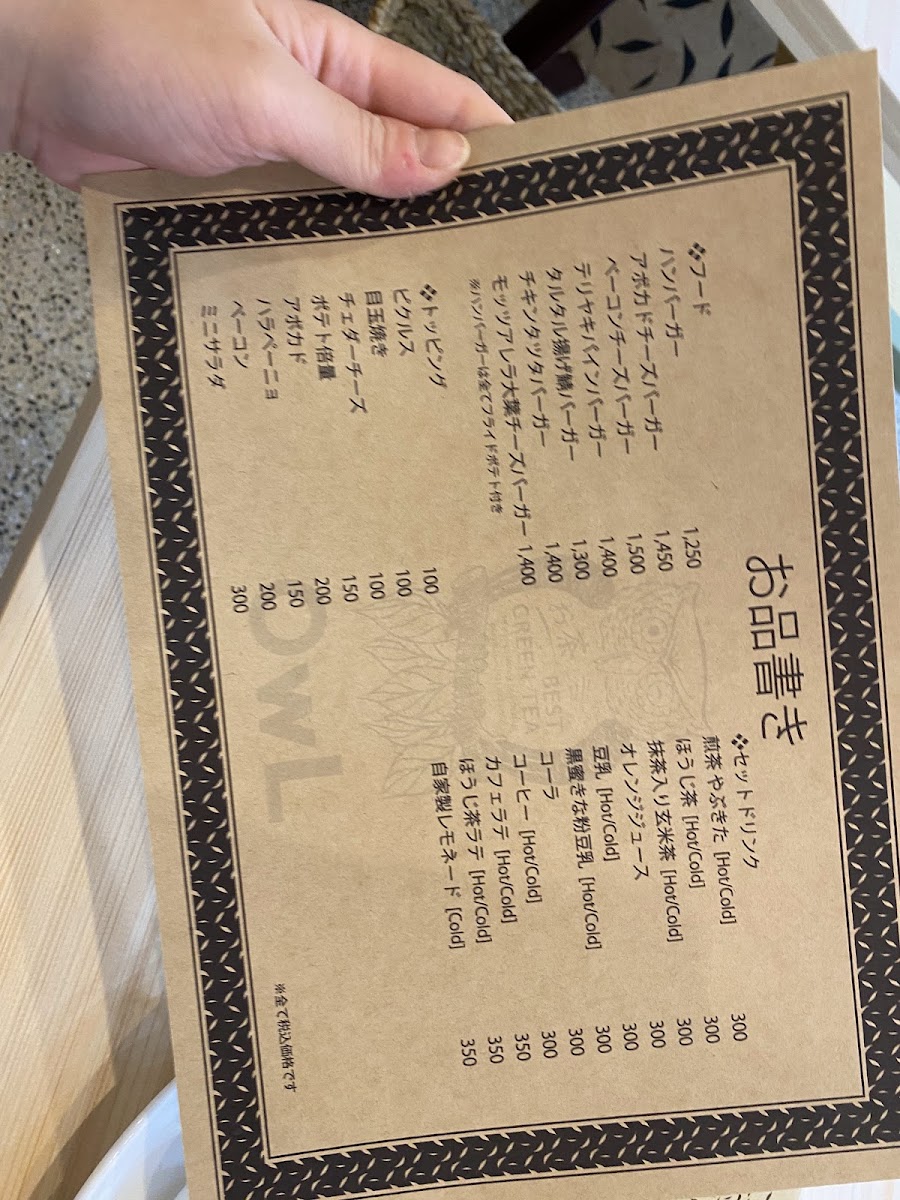 お品書き
❖フード
ハンバーガー 1,250
アボカドチーズバーガー 1,450
ベーコンチーズバーガー 1,500
テリヤキパインバーガー 1,400
タルタル揚げ鯖バーガー 1,300
チキンタツタバーガー 1,400
モッツアレラ大葉チーズバーガー 1,400
※ハンバーガーは全てフライドポテト付き
❖トッピング
ピクルス 100
目玉焼き 100
チェダーチーズ 100
ポテト倍量 150
アボカド 200
ハラペーニョ 150
ベーコン 200
ミニサラダ 300
❖セットドリンク
煎茶 やぶきた [Hot/Cold] 300
ほうじ茶 [Hot/Cold] 300
抹茶入り玄米茶 [Hot/Cold] 300
オレンジジュース 300
豆乳 [Hot/Cold] 300
黒蜜きな粉豆乳 [Hot/Cold] 300
コーラ 300
コーヒー [Hot/Cold] 300
カフェラテ [Hot/Cold] 350
ほうじ茶ラテ [Hot/Cold] 350
自家製レモネード [Cold] 350
※全て税込価格です
お茶 BEST
GREEN TEA
OWL